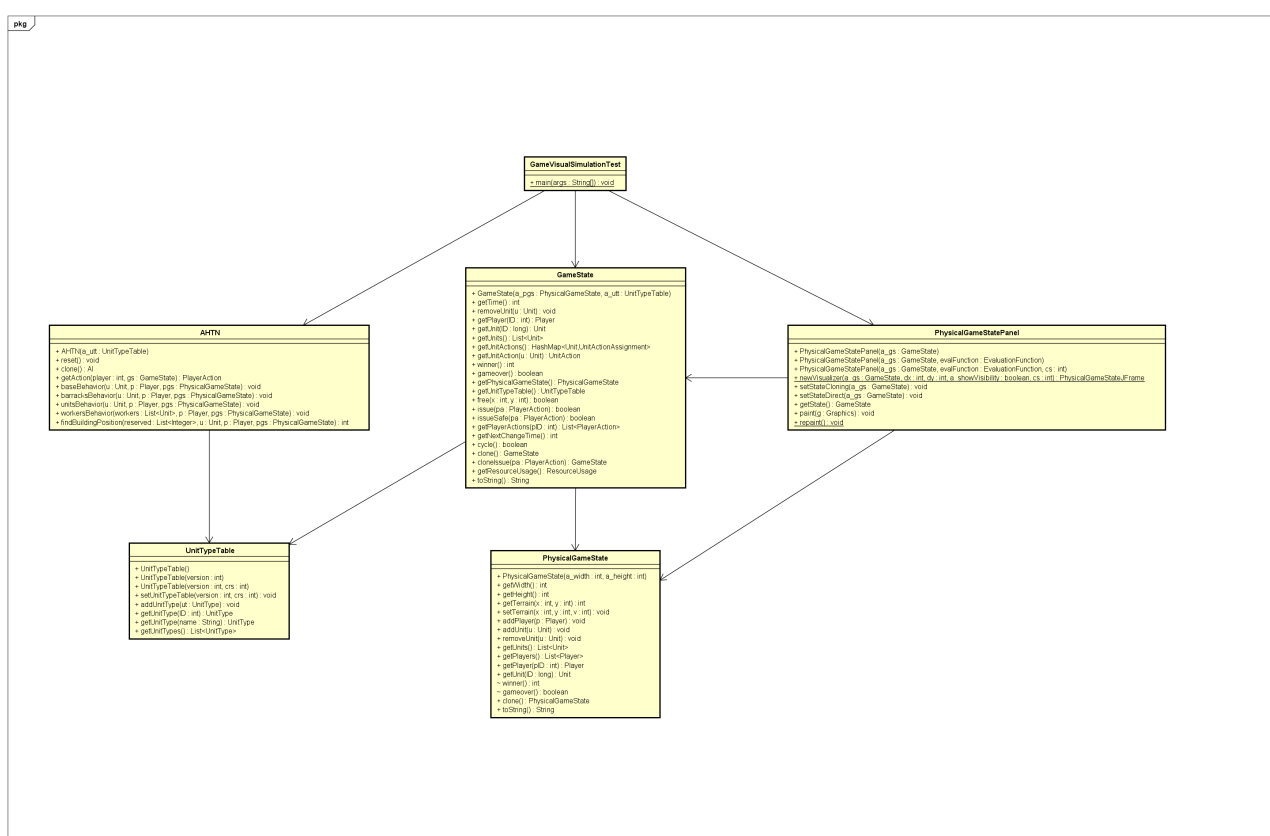 pkg
GameVisualSimulationTest
+ main(args : String[]) : void
GameState
+ GameState(a_pgs : PhysicalGameState, a_utt : UnitTypeTable)
+ getTime() : int
+ removeUnit(u : Unit) : void
+ getPlayer(ID : int) : Player
+ getUnit(ID : long) : Unit
+ getUnits() : List<Unit>
+ getUnitActions() : HashMap<Unit,UnitActionAssignment>
+ getUnitAction(u : Unit) : UnitAction
+ winner() : int
+ gameover() : boolean
+ getPhysicalGameState() : PhysicalGameState
+ getUnitTypeTable() : UnitTypeTable
+ free(x : int, y : int) : boolean
+ issue(pa : PlayerAction) : boolean
+ issueSafe(pa : PlayerAction) : boolean
+ getPlayerActions(pID : int) : List<PlayerAction>
+ getNextChangeTime() : int
+ cycle() : boolean
+ clone() : GameState
+ cloneIssue(pa : PlayerAction) : GameState
+ getResourceUsage() : ResourceUsage
+ toString() : String
AHTN
+ AHTN(a_utt : UnitTypeTable)
+ reset() : void
+ clone() : AI
+ getAction(player : int, gs : GameState) : PlayerAction
+ baseBehavior(u : Unit, p : Player, pgs : PhysicalGameState) : void
+ barracksBehavior(u : Unit, p : Player, pgs : PhysicalGameState) : void
+ unitsBehavior(u : Unit, p : Player, pgs : PhysicalGameState) : void
+ workersBehavior(workers : List<Unit>, p : Player, pgs : PhysicalGameState) : void
+ findBuildingPosition(reserved : List<Integer>, u : Unit, p : Player, pgs : PhysicalGameState) : int
PhysicalGameStatePanel
+ PhysicalGameStatePanel(a_gs : GameState)
+ PhysicalGameStatePanel(a_gs : GameState, evalFunction : EvaluationFunction)
+ PhysicalGameStatePanel(a_gs : GameState, evalFunction : EvaluationFunction, cs : int)
+ newVisualizer(a_gs : GameState, dx : int, dy : int, a_showVisibility : boolean, cs : int) : PhysicalGameStateJFrame
+ setStateCloning(a_gs : GameState) : void
+ setStateDirect(a_gs : GameState) : void
+ getState() : GameState
+ paint(g : Graphics) : void
+ repaint() : void
UnitTypeTable
+ UnitTypeTable()
+ UnitTypeTable(version : int)
+ UnitTypeTable(version : int, crs : int)
+ setUnitTypeTable(version : int, crs : int) : void
+ addUnitType(ut : UnitType) : void
+ getUnitType(ID : int) : UnitType
+ getUnitType(name : String) : UnitType
+ getUnitTypes() : List<UnitType>
PhysicalGameState
+ PhysicalGameState(a_width : int, a_height : int)
+ getWidth() : int
+ getHeight() : int
+ getTerrain(x : int, y : int) : int
+ setTerrain(x : int, y : int, v : int) : void
+ addPlayer(p : Player) : void
+ addUnit(u : Unit) : void
+ removeUnit(u : Unit) : void
+ getUnits() : List<Unit>
+ getPlayers() : List<Player>
+ getPlayer(pID : int) : Player
+ getUnit(ID : long) : Unit
~ winner() : int
~ gameover() : boolean
+ clone() : PhysicalGameState
+ toString() : String